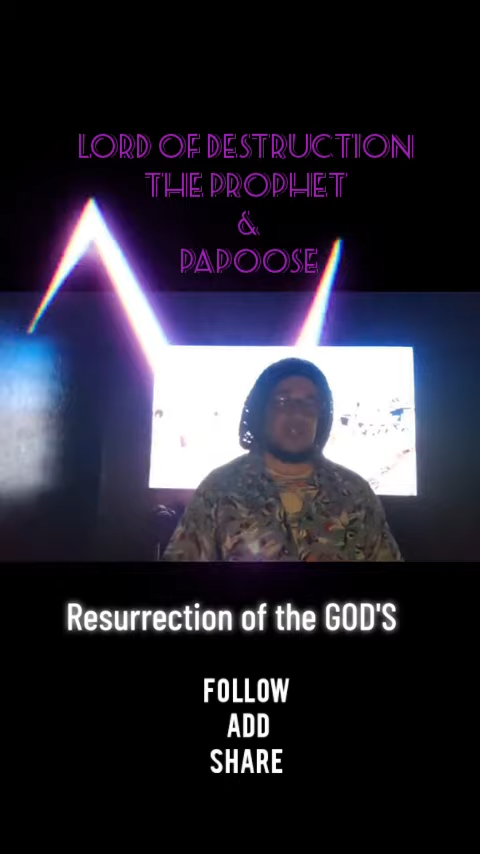 LORD OF DESTRUCTION
THE PROPHET
&
PAPOOSE
Resurrection of the GOD'S
FOLLOW
ADD
SHARE